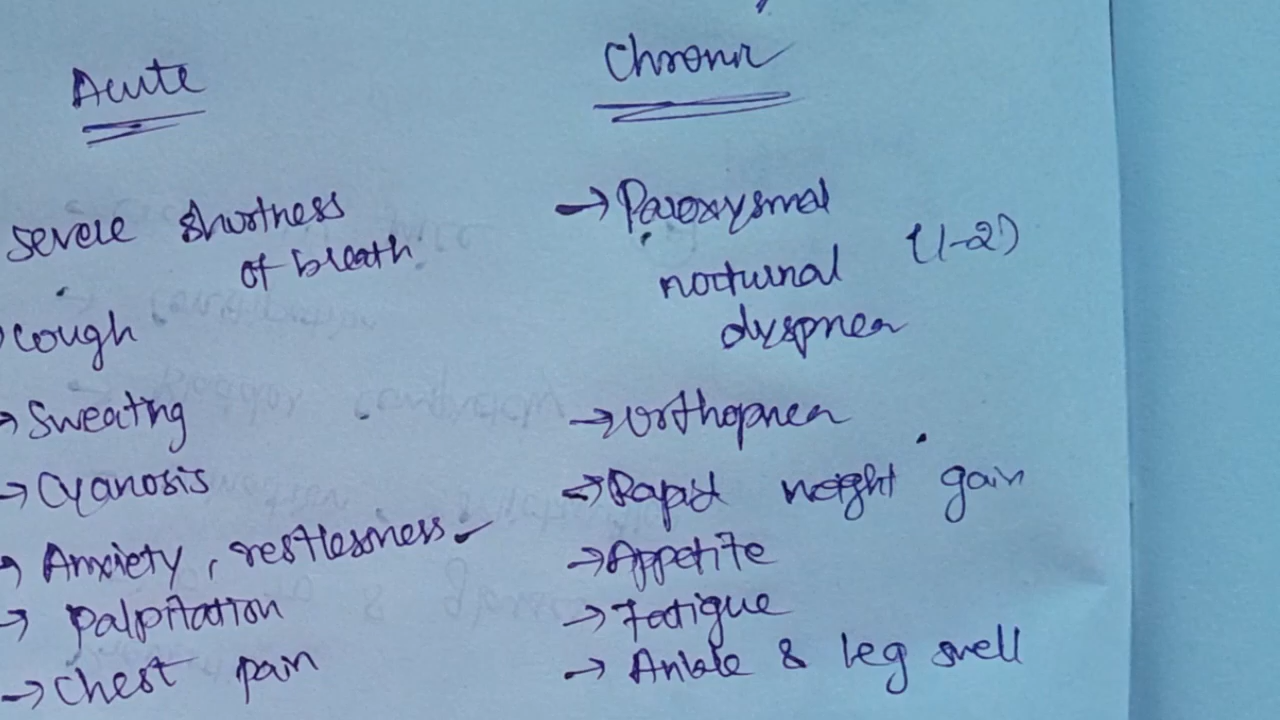 Acute
severe shortness
of breath
Cough
→ Sweating
→ Cyanosis
→ Anxiety, restlessness
→ Palpitation
→ Chest pain
Chronic
→ Paroxysmal
nocturnal (1-2)
dyspnea
→ Orthopnea
→ Rapid weight gain
→ Appetite
→ Fatigue
→ Ankle & leg swell